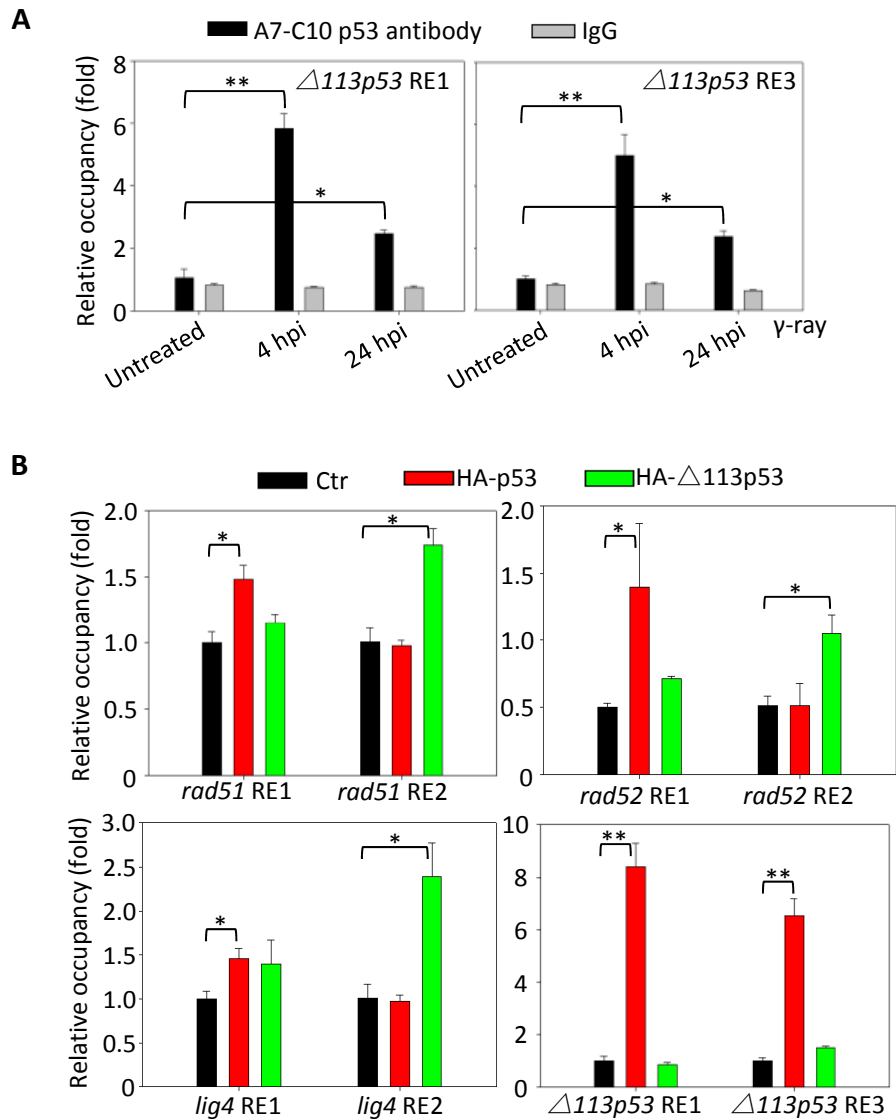 A
A7-C10 p53 antibody IgG
Relative occupancy (fold)
8
6
4
2
0
△113p53 RE1
**
*
Untreated 4 hpi 24 hpi
△113p53 RE3
**
*
Untreated 4 hpi 24 hpi
γ-ray
B
Ctr HA-p53 HA-△113p53
Relative occupancy (fold)
2.0
1.5
1.0
0.5
0
*
*
rad51 RE1 rad51 RE2
2.0
1.5
1.0
0.5
0
*
*
rad52 RE1 rad52 RE2
Relative occupancy (fold)
3.0
2.5
2.0
1.5
1.0
0.5
0
*
*
lig4 RE1 lig4 RE2
10
8
6
4
2
0
**
**
△113p53 RE1 △113p53 RE3